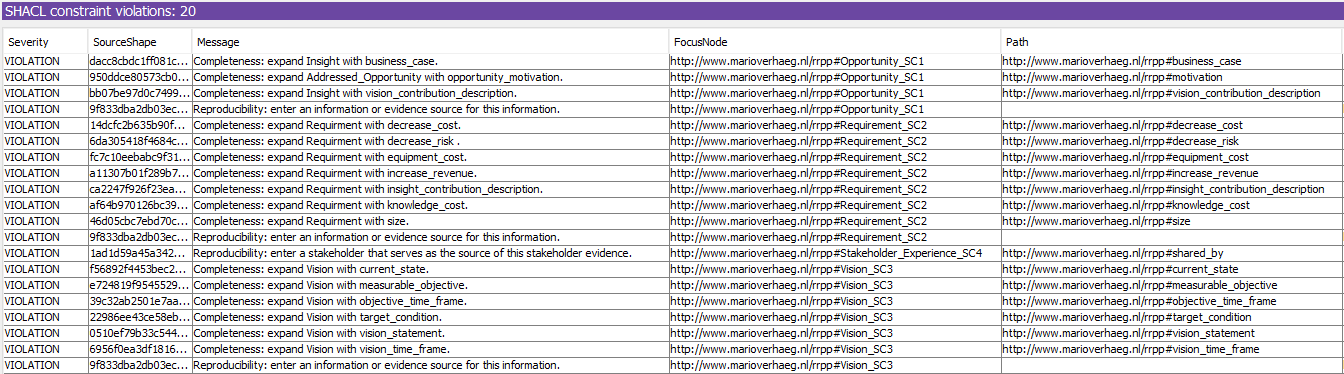 SHACL constraint violations: 20
Severity SourceShape Message FocusNode Path
VIOLATION dacc8cbdc1ff081c... Completeness: expand Insight with business_case. http://www.marioverhaeg.nl/rrpp#Opportunity_SC1 http://www.marioverhaeg.nl/rrpp#business_case
VIOLATION 950ddce80573cb0... Completeness: expand Addressed_Opportunity with opportunity_motivation. http://www.marioverhaeg.nl/rrpp#Opportunity_SC1 http://www.marioverhaeg.nl/rrpp#motivation
VIOLATION bb07be97d0c7499... Completeness: expand Insight with vision_contribution_description. http://www.marioverhaeg.nl/rrpp#Opportunity_SC1 http://www.marioverhaeg.nl/rrpp#vision_contribution_description
VIOLATION 9f833dba2db03ec... Reproducibility: enter an information or evidence source for this information. http://www.marioverhaeg.nl/rrpp#Opportunity_SC1
VIOLATION 14dcfc2b635b90f... Completeness: expand Requirment with decrease_cost. http://www.marioverhaeg.nl/rrpp#Requirement_SC2 http://www.marioverhaeg.nl/rrpp#decrease_cost
VIOLATION 6da305418f4684c... Completeness: expand Requirment with decrease_risk . http://www.marioverhaeg.nl/rrpp#Requirement_SC2 http://www.marioverhaeg.nl/rrpp#decrease_risk
VIOLATION fc7c10eebabc9f31... Completeness: expand Requirment with equipment_cost. http://www.marioverhaeg.nl/rrpp#Requirement_SC2 http://www.marioverhaeg.nl/rrpp#equipment_cost
VIOLATION a11307b01f289b7... Completeness: expand Requirment with increase_revenue. http://www.marioverhaeg.nl/rrpp#Requirement_SC2 http://www.marioverhaeg.nl/rrpp#increase_revenue
VIOLATION ca2247f926f23ea... Completeness: expand Requirment with insight_contribution_description. http://www.marioverhaeg.nl/rrpp#Requirement_SC2 http://www.marioverhaeg.nl/rrpp#insight_contribution_description
VIOLATION af64b970126bc39... Completeness: expand Requirment with knowledge_cost. http://www.marioverhaeg.nl/rrpp#Requirement_SC2 http://www.marioverhaeg.nl/rrpp#knowledge_cost
VIOLATION 46d05cbc7ebd70c... Completeness: expand Requirment with size. http://www.marioverhaeg.nl/rrpp#Requirement_SC2 http://www.marioverhaeg.nl/rrpp#size
VIOLATION 9f833dba2db03ec... Reproducibility: enter an information or evidence source for this information. http://www.marioverhaeg.nl/rrpp#Requirement_SC2
VIOLATION 1ad1d59a45a342... Reproducibility: enter a stakeholder that serves as the source of this stakeholder evidence. http://www.marioverhaeg.nl/rrpp#Stakeholder_Experience_SC4 http://www.marioverhaeg.nl/rrpp#shared_by
VIOLATION f56892f4453bec2... Completeness: expand Vision with current_state. http://www.marioverhaeg.nl/rrpp#Vision_SC3 http://www.marioverhaeg.nl/rrpp#current_state
VIOLATION e724819f9545529... Completeness: expand Vision with measurable_objective. http://www.marioverhaeg.nl/rrpp#Vision_SC3 http://www.marioverhaeg.nl/rrpp#measurable_objective
VIOLATION 39c32ab2501e7aa... Completeness: expand Vision with objective_time_frame. http://www.marioverhaeg.nl/rrpp#Vision_SC3 http://www.marioverhaeg.nl/rrpp#objective_time_frame
VIOLATION 22986ee43ce58eb... Completeness: expand Vision with target_condition. http://www.marioverhaeg.nl/rrpp#Vision_SC3 http://www.marioverhaeg.nl/rrpp#target_condition
VIOLATION 0510ef79b33c544... Completeness: expand Vision with vision_statement. http://www.marioverhaeg.nl/rrpp#Vision_SC3 http://www.marioverhaeg.nl/rrpp#vision_statement
VIOLATION 6956f0ea3df1816... Completeness: expand Vision with vision_time_frame. http://www.marioverhaeg.nl/rrpp#Vision_SC3 http://www.marioverhaeg.nl/rrpp#vision_time_frame
VIOLATION 9f833dba2db03ec... Reproducibility: enter an information or evidence source for this information. http://www.marioverhaeg.nl/rrpp#Vision_SC3